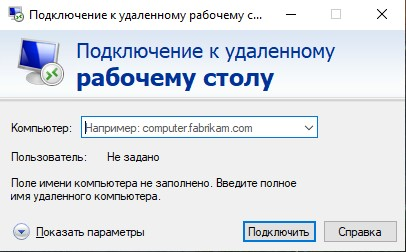 Подключение к удаленному рабочему с...
Подключение к удаленному
рабочему столу
Компьютер: Например: computer.fabrikam.com
Пользователь: Не задано
Поле имени компьютера не заполнено. Введите полное
имя удаленного компьютера.
Показать параметры Подключить Справка